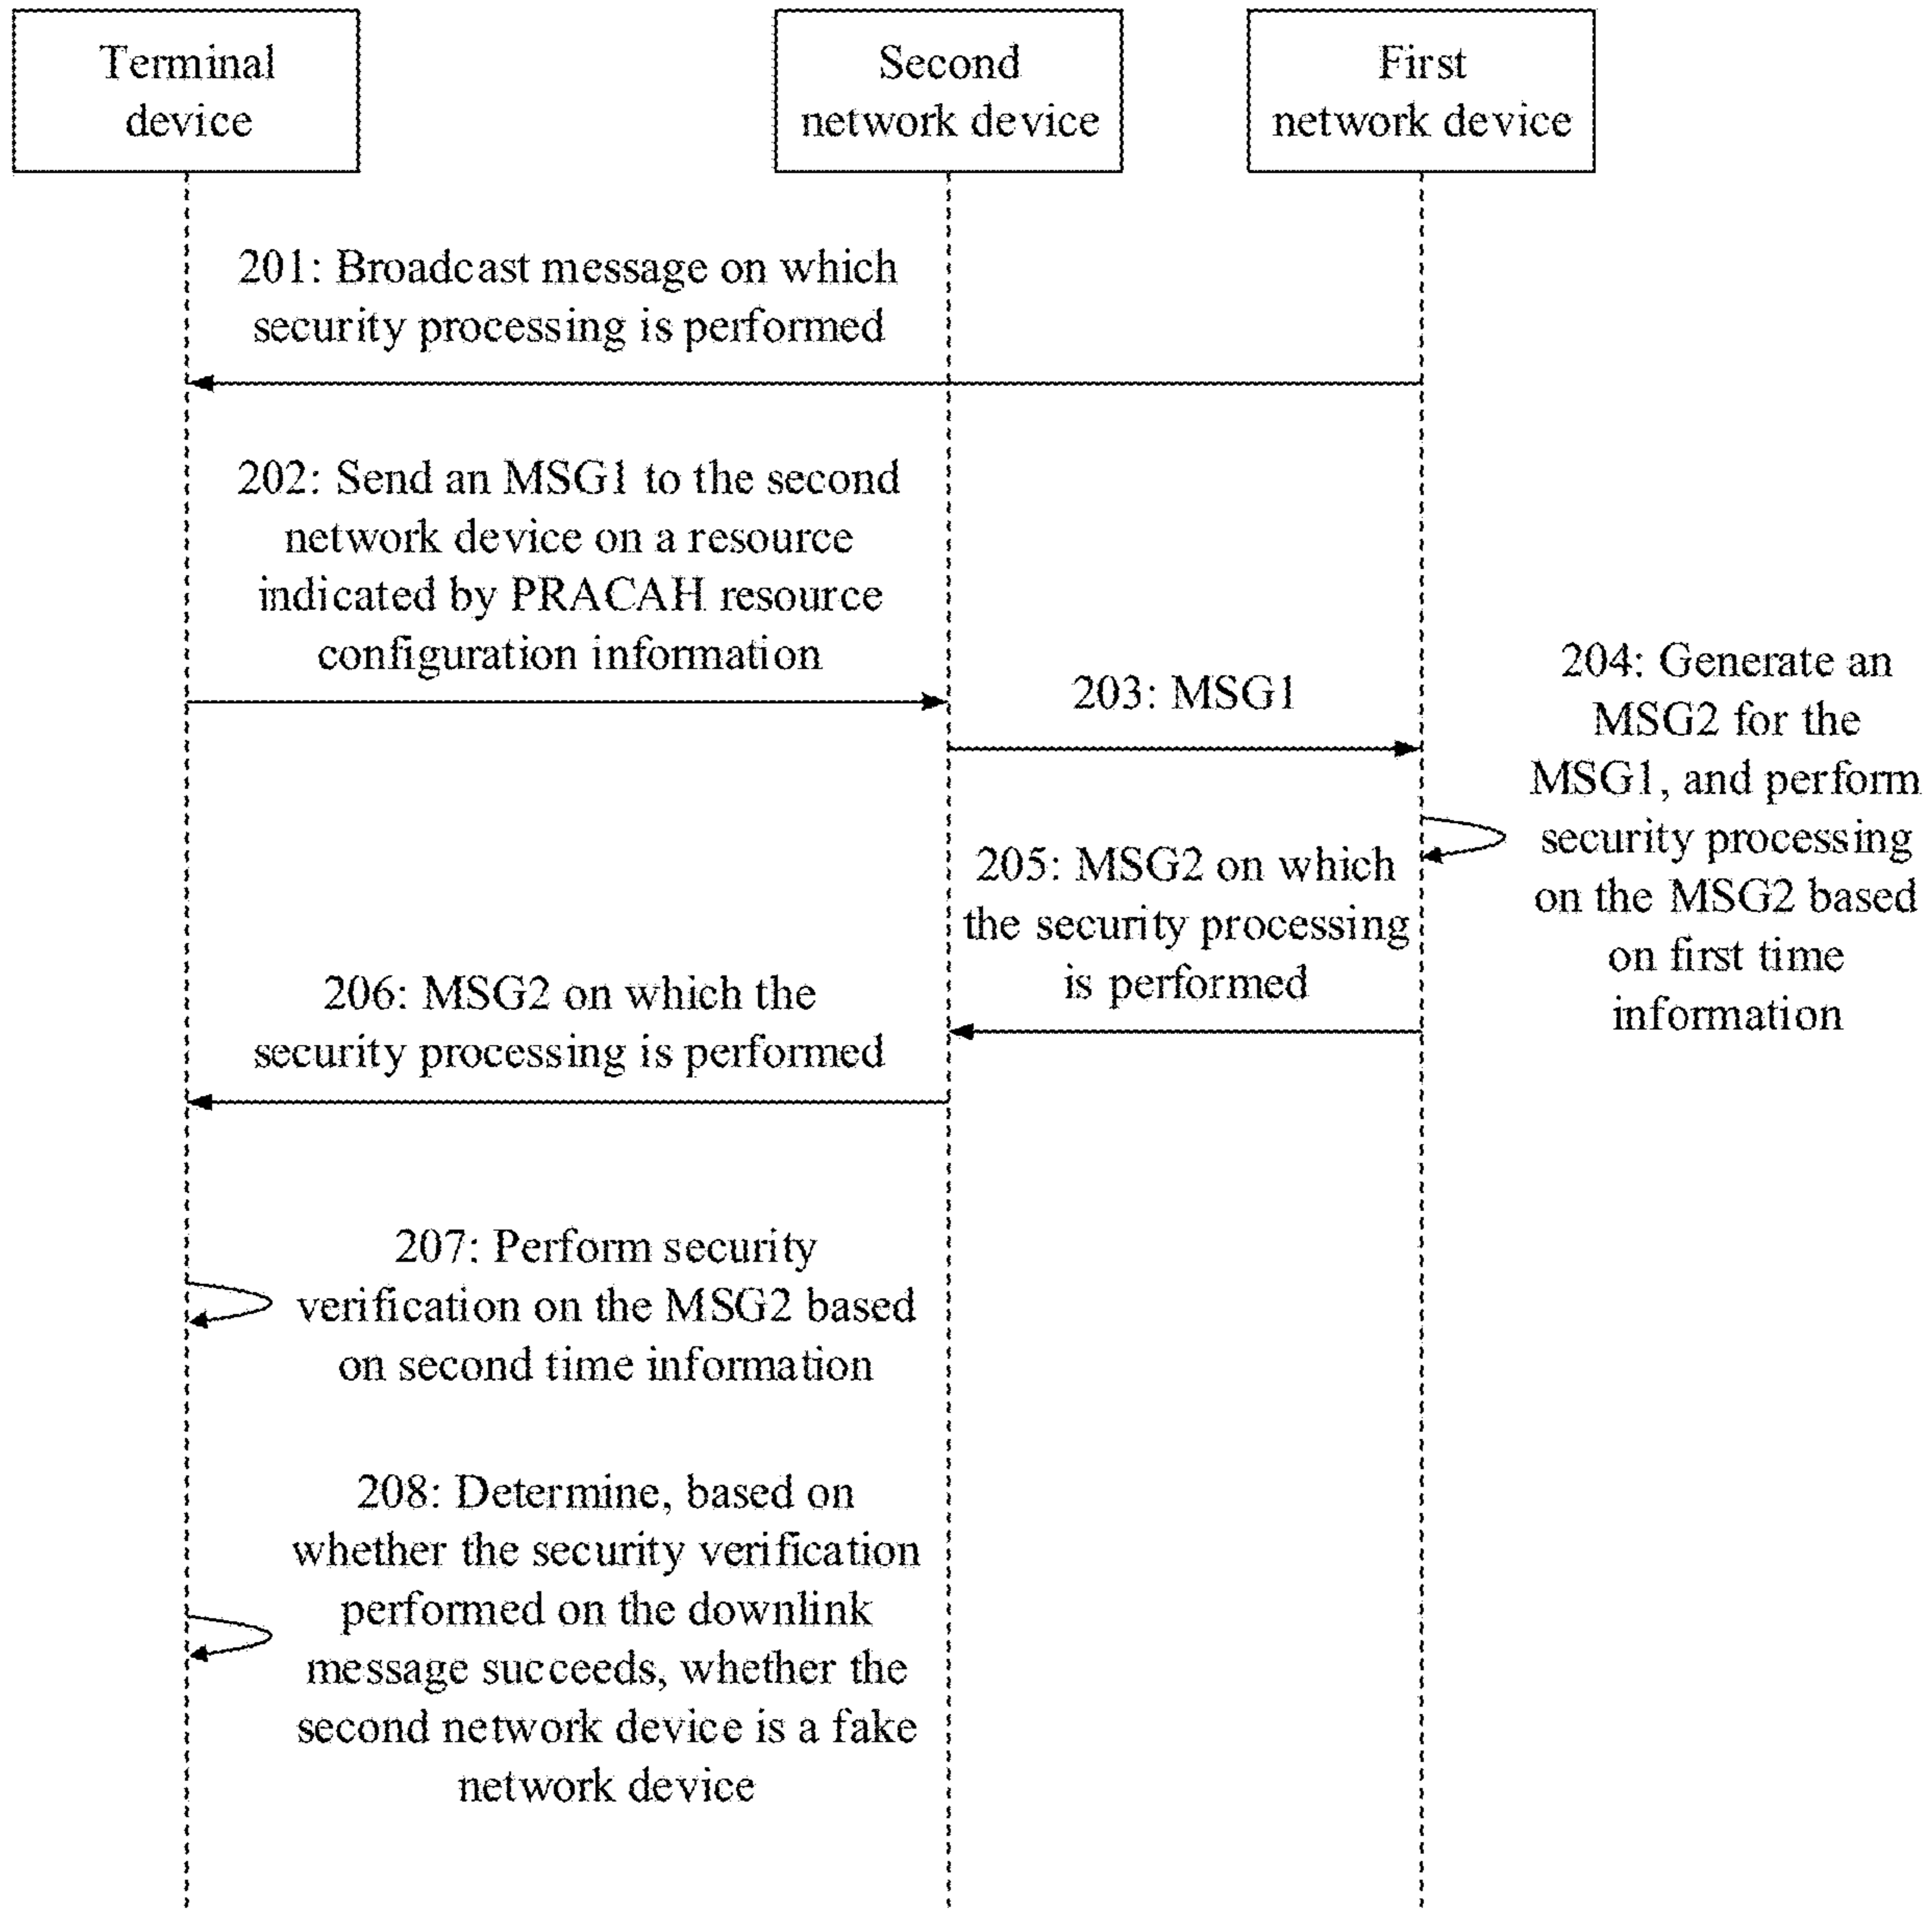 Terminal
device
Second
network device
First
network device
201: Broadcast message on which
security processing is performed
202: Send an MSG1 to the second
network device on a resource
indicated by PRACAH resource
configuration information
203: MSG1
204: Generate an
MSG2 for the
MSG1, and perform
security processing
on the MSG2 based
on first time
information
205: MSG2 on which
the security processing
is performed
206: MSG2 on which the
security processing is performed
207: Perform security
verification on the MSG2 based
on second time information
208: Determine, based on
whether the security verification
performed on the downlink
message succeeds, whether the
second network device is a fake
network device